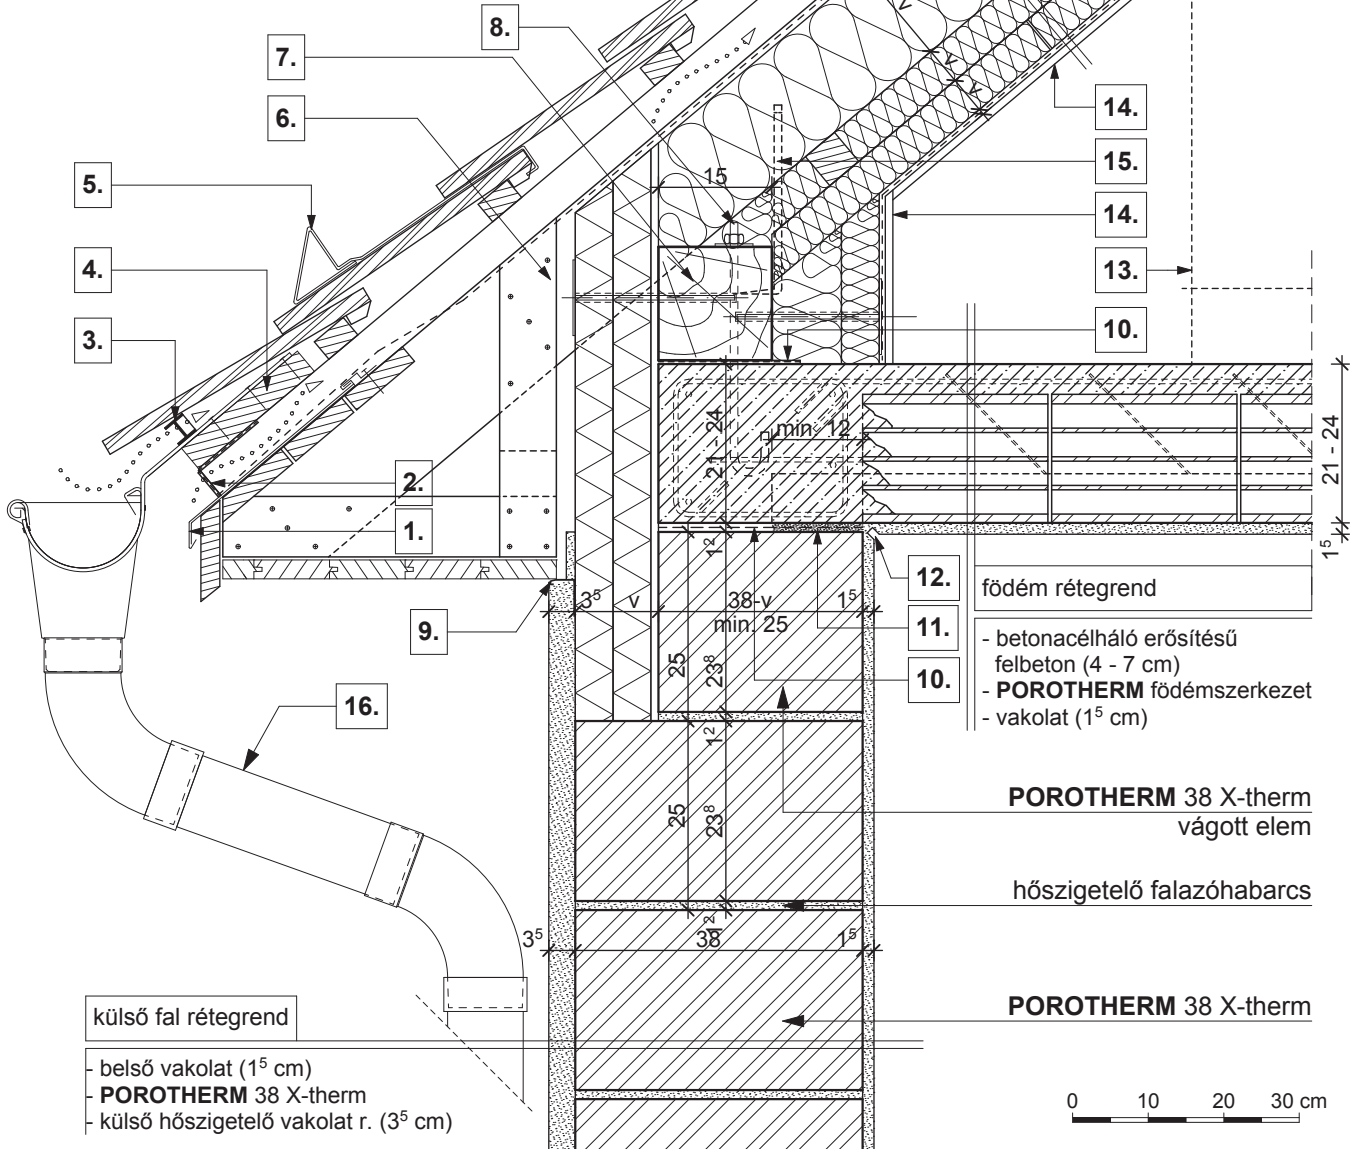 8.
7.
6.
5.
4.
3.
2.
1.
9.
16.
14.
15.
14.
13.
10.
12.
11.
10.
v
v
v
15
min. 12
21 - 24
21 - 24
1⁵
1²
3⁵
v
38-v
min. 25
1⁵
25
23⁸
1²
25
23⁸
1²
3⁵
38
1⁵
födém rétegrend
- betonacélháló erősítésű
felbeton (4 - 7 cm)
- POROTHERM födémszerkezet
- vakolat (1⁵ cm)
POROTHERM 38 X-therm
vágott elem
hőszigetelő falazóhabarcs
POROTHERM 38 X-therm
külső fal rétegrend
- belső vakolat (1⁵ cm)
- POROTHERM 38 X-therm
- külső hőszigetelő vakolat r. (3⁵ cm)
0 10 20 30 cm